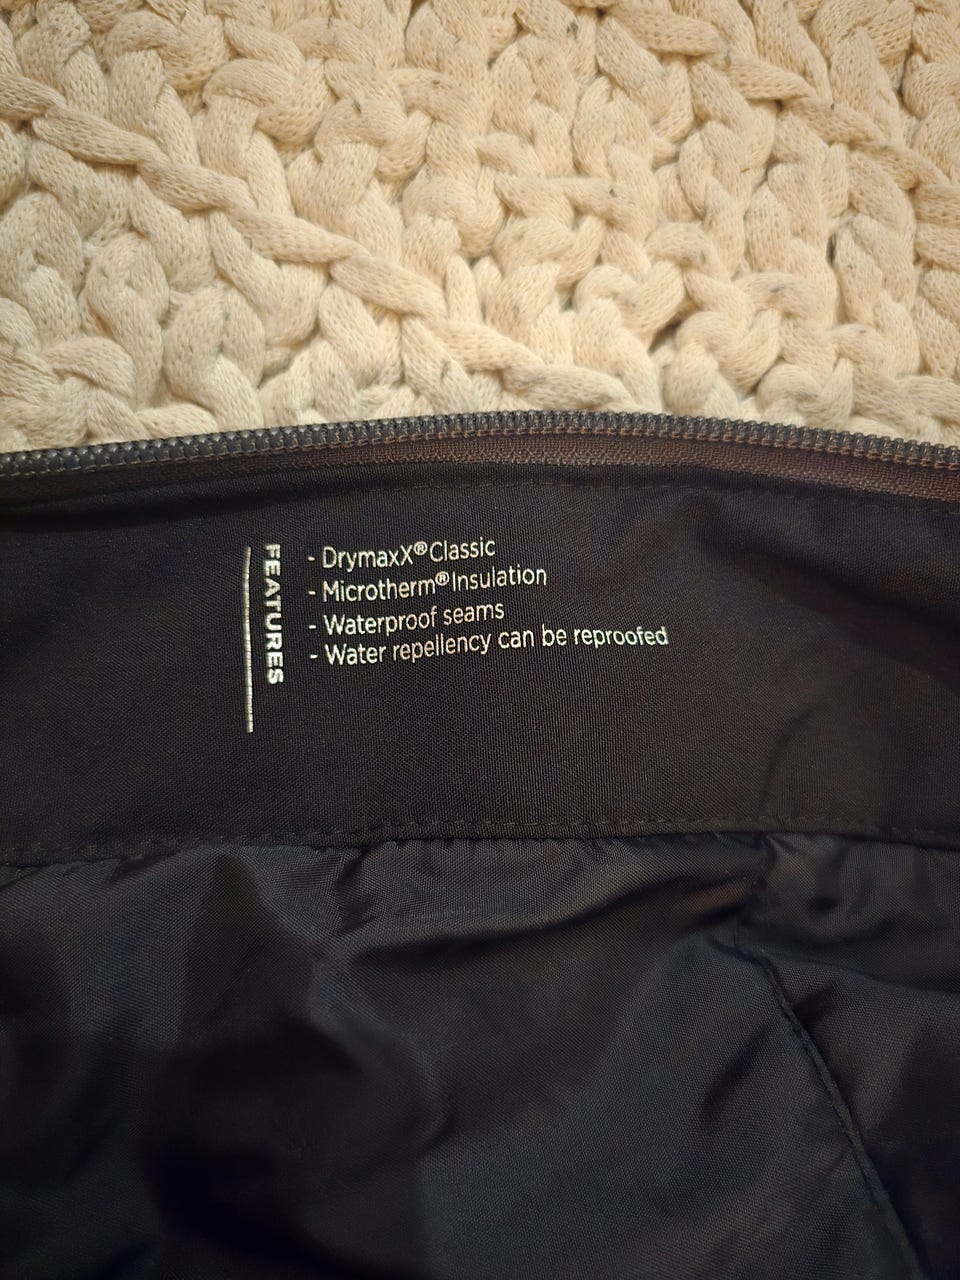 FEATURES
- DrymaxX®Classic
- Microtherm®Insulation
- Waterproof seams
- Water repellency can be reproofed